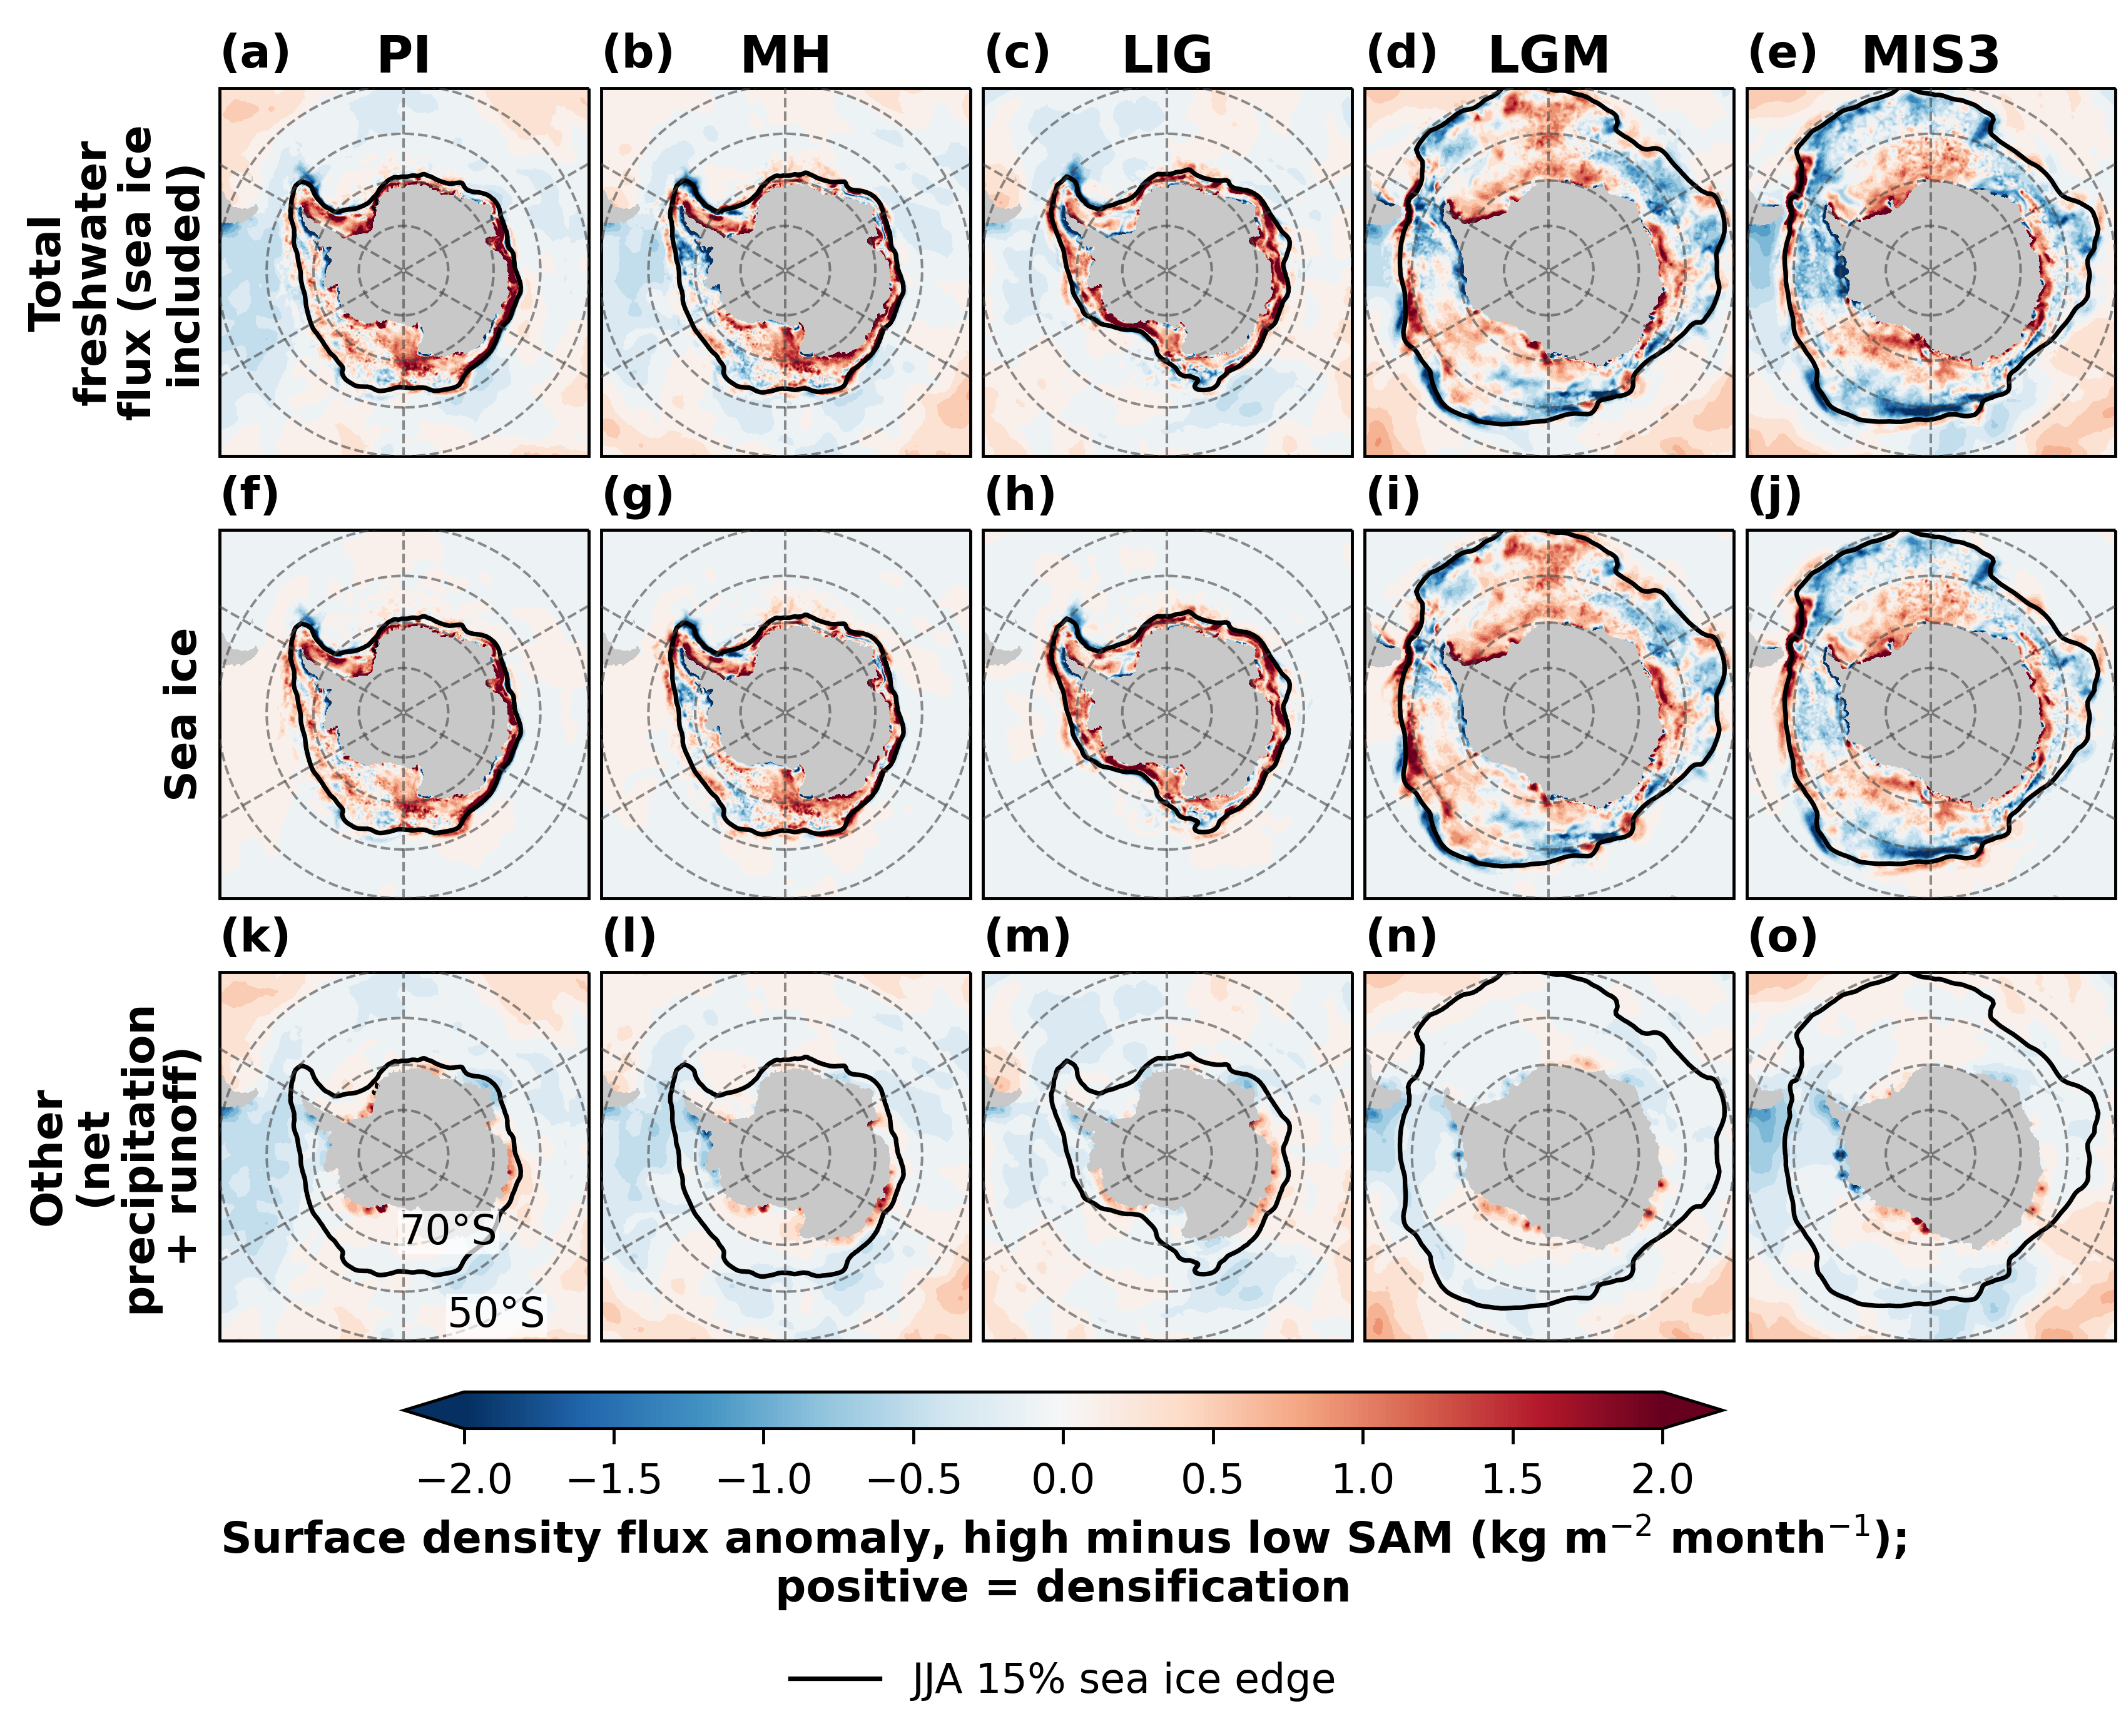 (a) PI (b) MH (c) LIG (d) LGM (e) MIS3
Total
freshwater
flux (sea ice
included)
(f) (g) (h) (i) (j)
Sea ice
(k) (l) (m) (n) (o)
Other
(net
precipitation
+ runoff)
70°S
50°S
−2.0 −1.5 −1.0 −0.5 0.0 0.5 1.0 1.5 2.0
Surface density flux anomaly, high minus low SAM (kg m⁻² month⁻¹);
positive = densification
JJA 15% sea ice edge